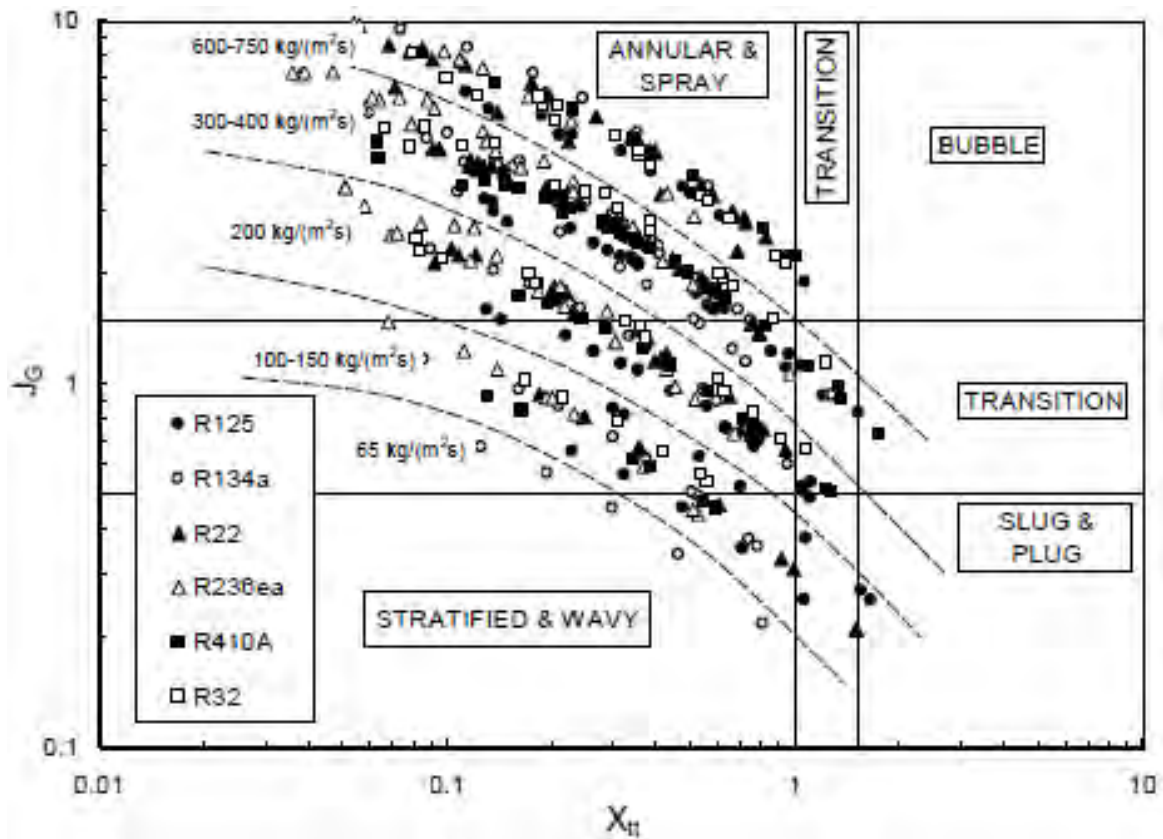 10
600-750 kg/(m²s)
300-400 kg/(m²s)
200 kg/(m²s)
100-150 kg/(m²s)
65 kg/(m²s)
ANNULAR &
SPRAY
TRANSITION
BUBBLE
TRANSITION
SLUG &
PLUG
STRATIFIED & WAVY
J_G
1
0.1
R125
R134a
R22
R236ea
R410A
R32
0.01
0.1
1
10
X_tt